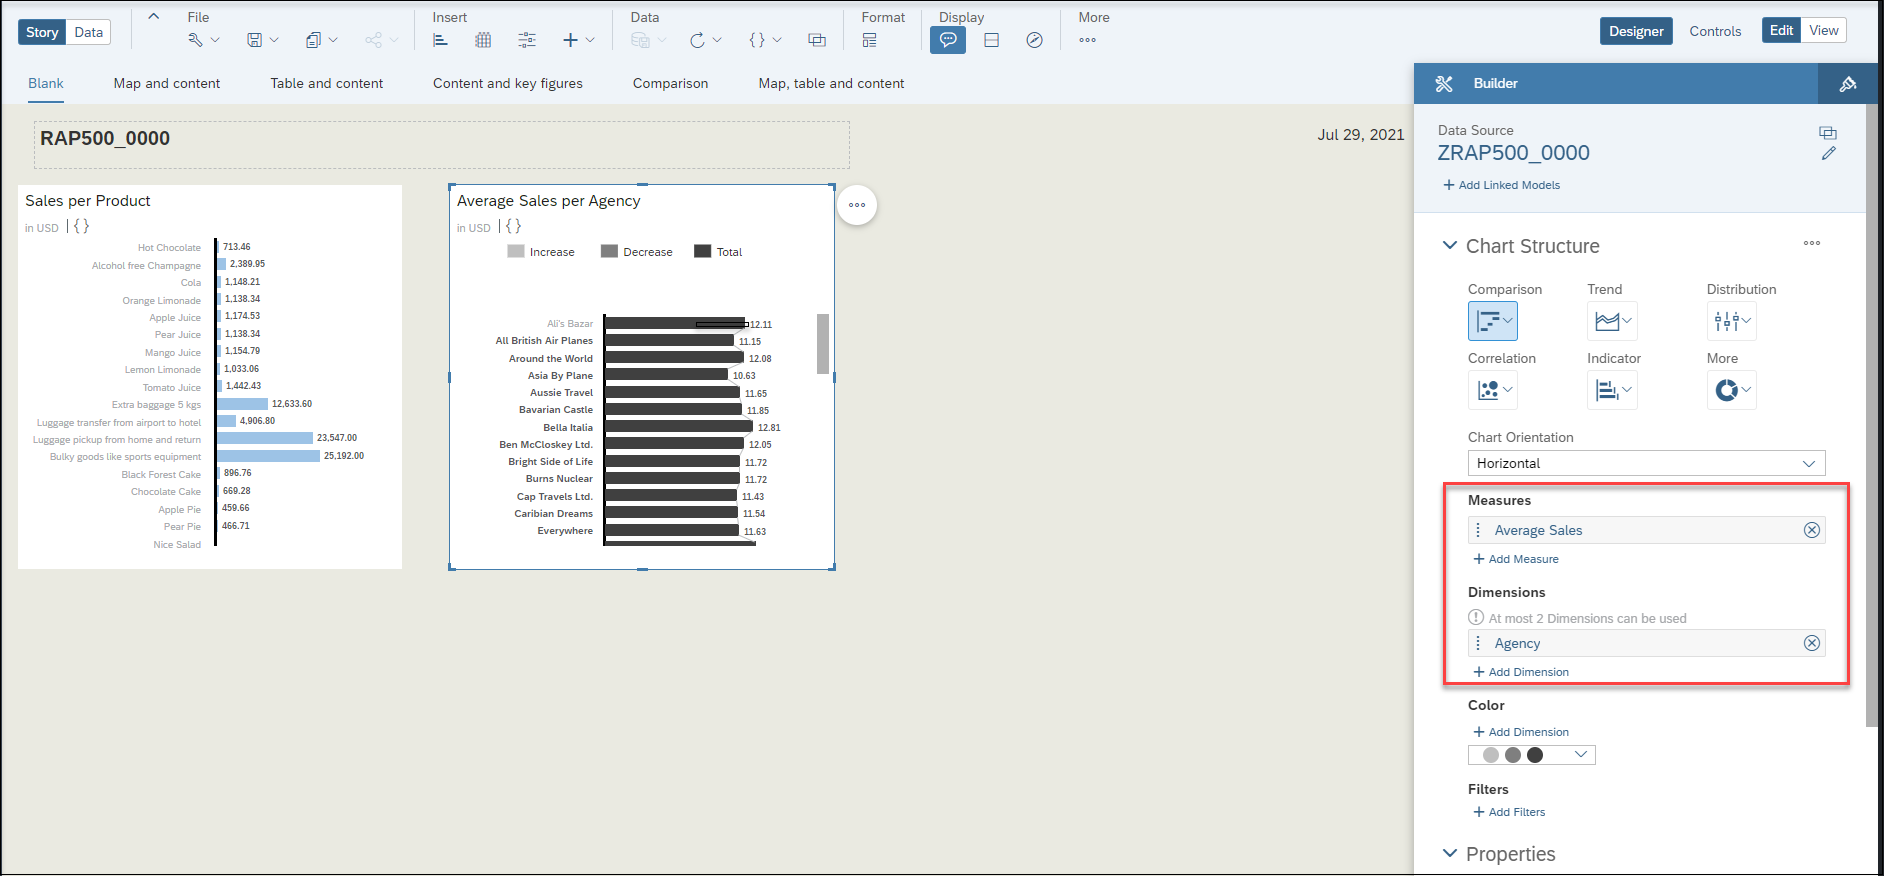 Story Data
File
Insert
Data
Format
Display
More
Designer Controls Edit View
Blank Map and content Table and content Content and key figures Comparison Map, table and content
RAP500_0000
Jul 29, 2021
Sales per Product
in USD | { }
Hot Chocolate 713.46
Alcohol free Champagne 2,389.95
Cola 1,148.21
Orange Limonade 1,138.34
Apple Juice 1,174.53
Pear Juice 1,138.34
Mango Juice 1,154.79
Lemon Limonade 1,033.06
Tomato Juice 1,442.43
Extra baggage 5 kgs 12,633.60
Luggage transfer from airport to hotel 4,906.80
Luggage pickup from home and return 23,547.00
Bulky goods like sports equipment 25,192.00
Black Forest Cake 896.76
Chocolate Cake 669.28
Apple Pie 459.66
Pear Pie 466.71
Nice Salad
Average Sales per Agency
in USD | { }
Increase Decrease Total
Ali's Bazar 12.11
All British Air Planes 11.15
Around the World 12.08
Asia By Plane 10.63
Aussie Travel 11.65
Bavarian Castle 11.85
Bella Italia 12.81
Ben McCloskey Ltd. 12.05
Bright Side of Life 11.72
Burns Nuclear 11.72
Cap Travels Ltd. 11.43
Caribian Dreams 11.54
Everywhere 11.63
Builder
Data Source
ZRAP500_0000
+ Add Linked Models
Chart Structure
Comparison Trend Distribution
Correlation Indicator More
Chart Orientation
Horizontal
Measures
Average Sales
+ Add Measure
Dimensions
At most 2 Dimensions can be used
Agency
+ Add Dimension
Color
+ Add Dimension
Filters
+ Add Filters
Properties